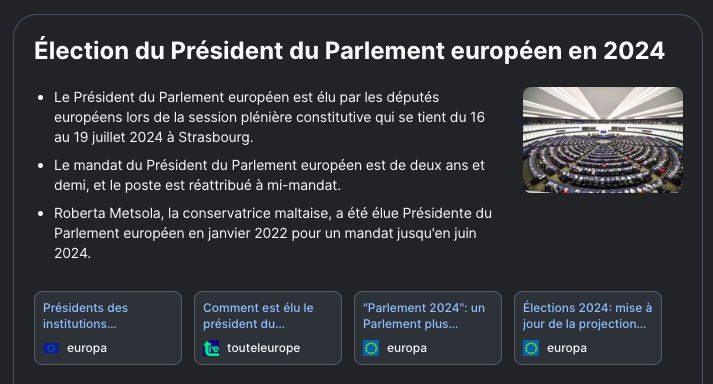 Élection du Président du Parlement européen en 2024
Le Président du Parlement européen est élu par les députés
européens lors de la session plénière constitutive qui se tient du 16
au 19 juillet 2024 à Strasbourg.
Le mandat du Président du Parlement européen est de deux ans et
demi, et le poste est réattribué à mi-mandat.
Roberta Metsola, la conservatrice maltaise, a été élue Présidente du
Parlement européen en janvier 2022 pour un mandat jusqu'en juin
2024.
Présidents des
institutions...
europa
Comment est élu le
président du...
te
touteleurope
"Parlement 2024": un
Parlement plus...
europa
Élections 2024: mise à
jour de la projection...
europa